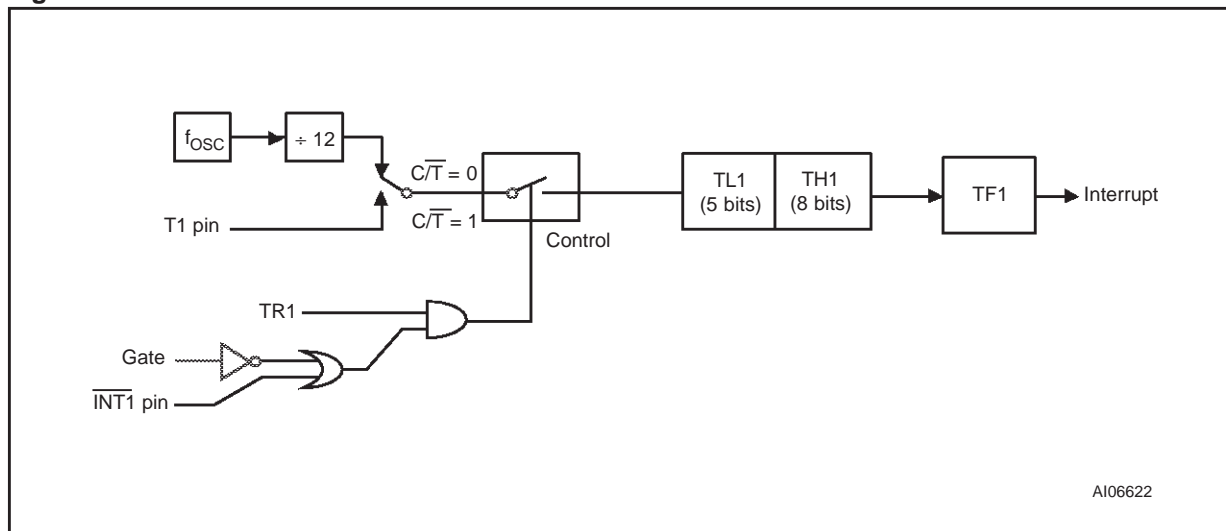 fOSC
÷ 12
C/T̅ = 0
C/T̅ = 1
T1 pin
Control
TL1
(5 bits)
TH1
(8 bits)
TF1
Interrupt
TR1
Gate
I̅N̅T̅1̅ pin
AI06622